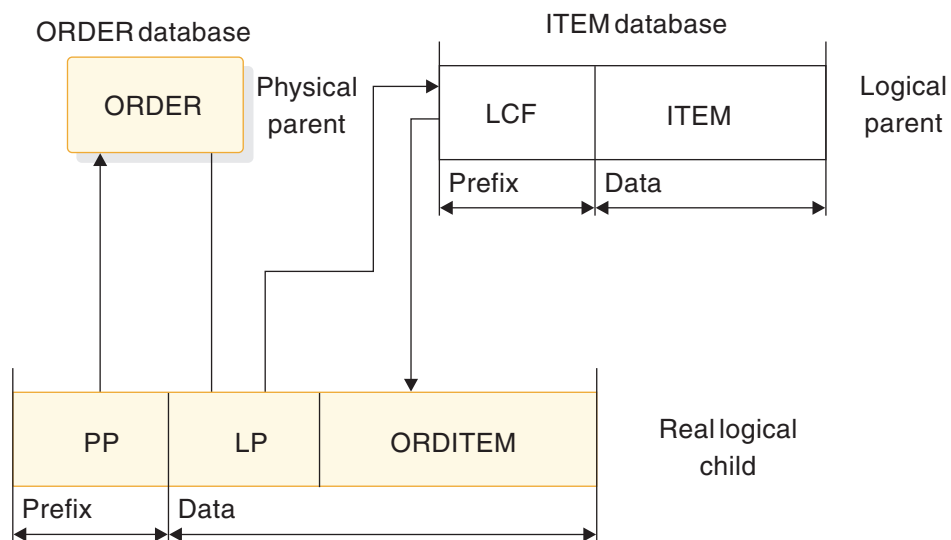 ORDER database
ITEM database
ORDER
Physical
parent
LCF
ITEM
Logical
parent
Prefix
Data
PP
LP
ORDITEM
Real logical
child
Prefix
Data